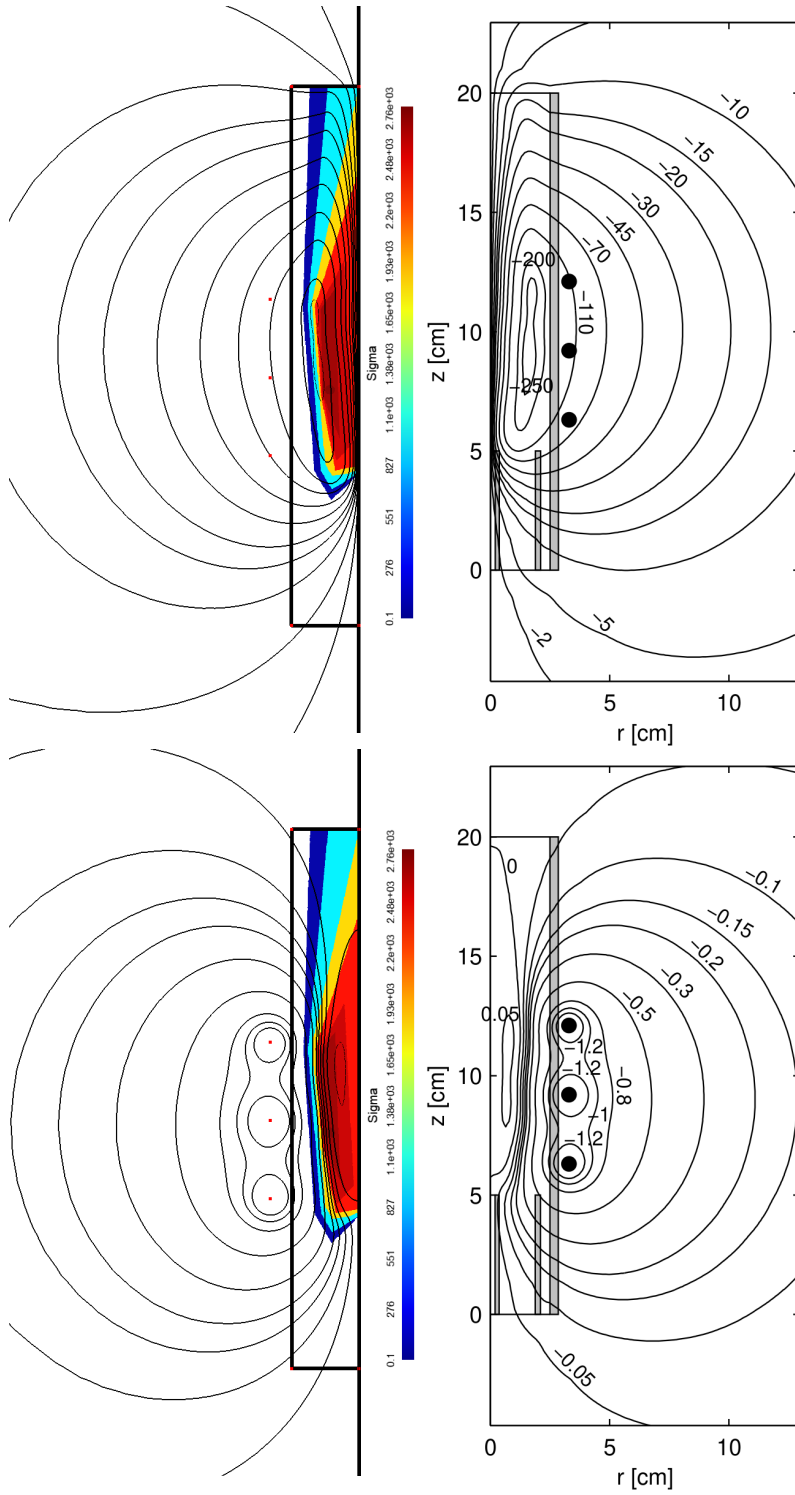 2.76e+03
2.48e+03
2.2e+03
1.93e+03
1.65e+03
1.38e+03
1.1e+03
827
551
276
0.1
Sigma
20
15
10
5
0
z [cm]
−10
−15
−20
−30
−45
−70
−200
−110
−250
−5
−2
0
5
10
r [cm]
2.76e+03
2.48e+03
2.2e+03
1.93e+03
1.65e+03
1.38e+03
1.1e+03
827
551
276
0.1
Sigma
20
15
10
5
0
z [cm]
0
−0.1
−0.15
−0.2
−0.3
−0.5
0.05
−1.2
−1.2
−0.8
−1
−1.2
−0.05
0
5
10
r [cm]